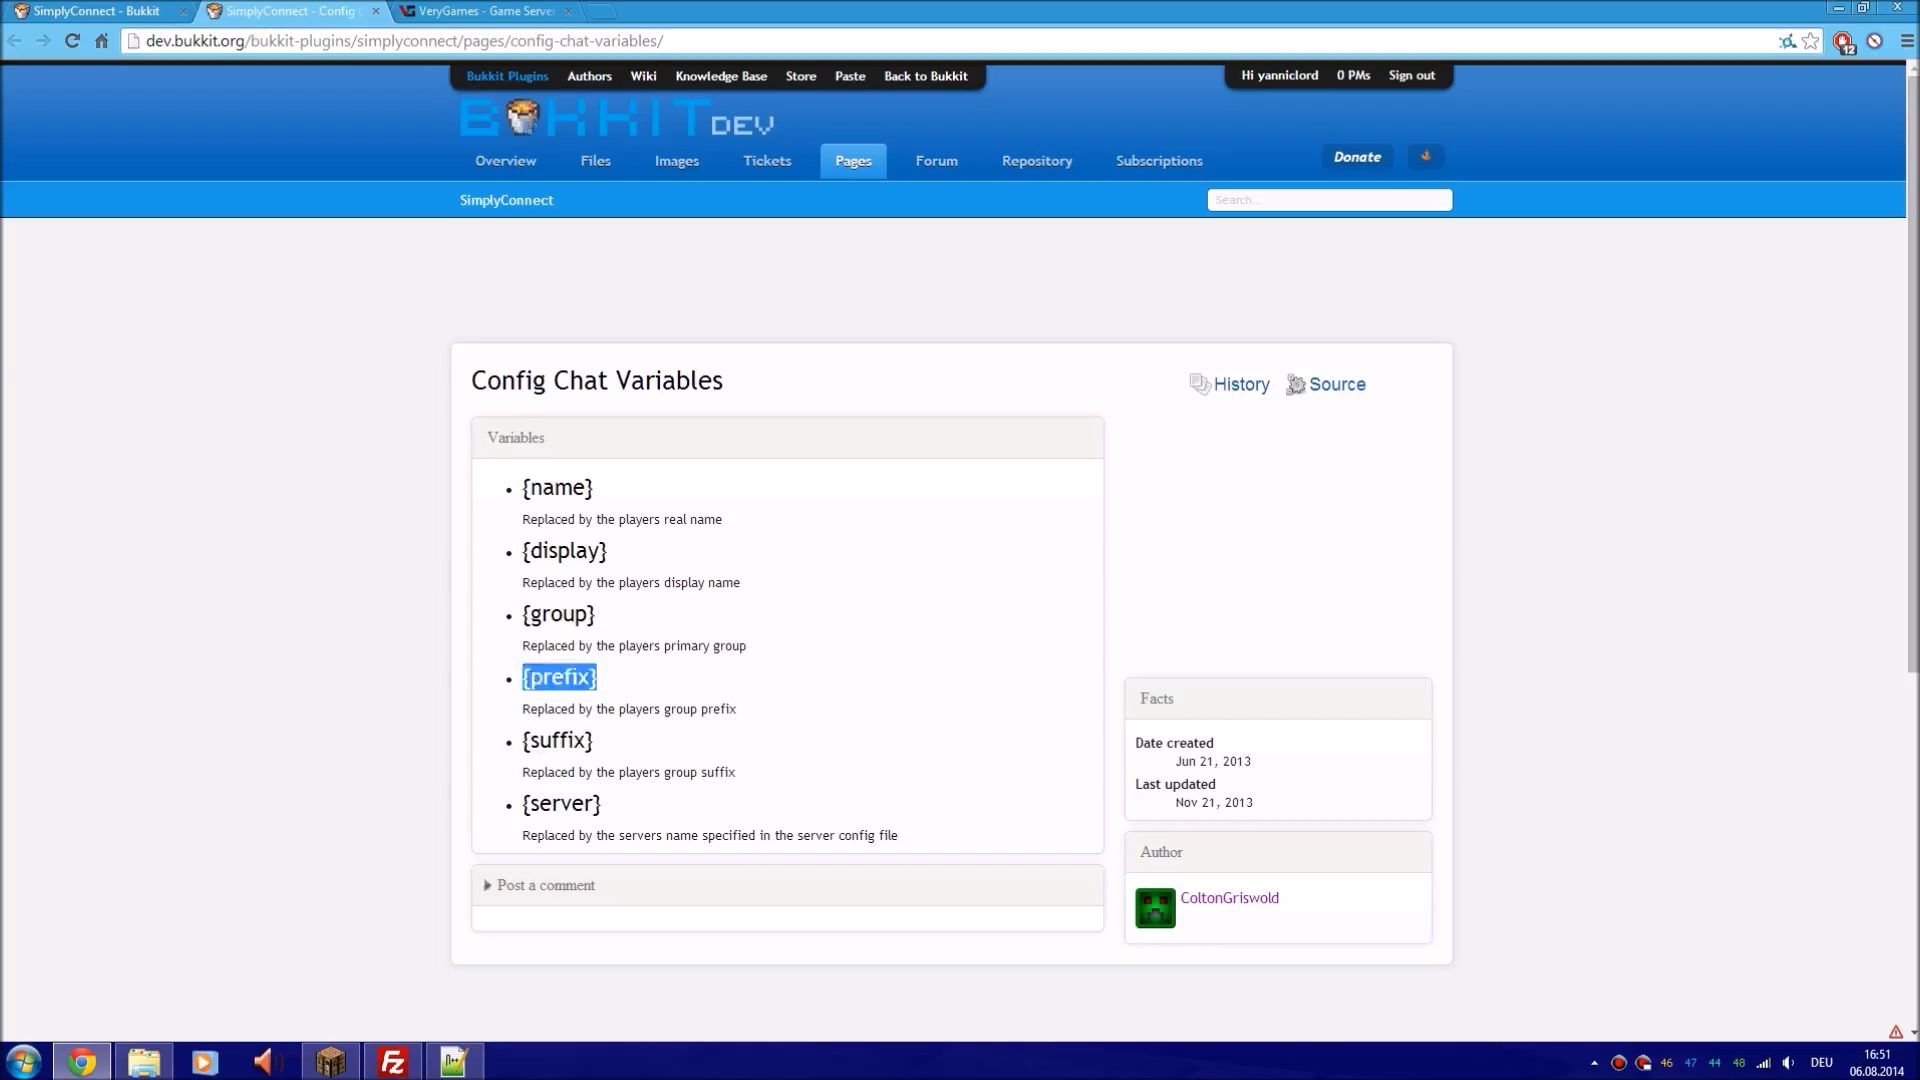 SimplyConnect - Bukkit
SimplyConnect - Config
VeryGames - Game Serve
dev.bukkit.org/bukkit-plugins/simplyconnect/pages/config-chat-variables/
12
Bukkit Plugins Authors Wiki Knowledge Base Store Paste Back to Bukkit
Hi yanniclord 0 PMs Sign out
BUKKIT DEV
Overview Files Images Tickets Pages Forum Repository Subscriptions
Donate
SimplyConnect
Search...
Config Chat Variables
History Source
Variables
• {name}
Replaced by the players real name
• {display}
Replaced by the players display name
• {group}
Replaced by the players primary group
• {prefix}
Replaced by the players group prefix
• {suffix}
Replaced by the players group suffix
• {server}
Replaced by the servers name specified in the server config file
Post a comment
Facts
Date created
Jun 21, 2013
Last updated
Nov 21, 2013
Author
ColtonGriswold
Fz
46 47 44 48
DEU
16:51
06.08.2014